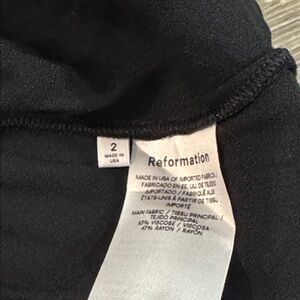 2
MADE IN
USA
Reformation
MADE IN USA OF IMPORTED FABRIC /
FABRICADO EN EE. UU. DE TEJIDO
IMPORTADO / FABRIQUÉ AUX
ÉTATS-UNIS À PARTIR DE TISSU
IMPORTÉ
MAIN FABRIC / TISSU PRINCIPAL /
TEJIDO PRINCIPAL
53% VISCOSE / VISCOSA
47% RAYON / RAYÓN